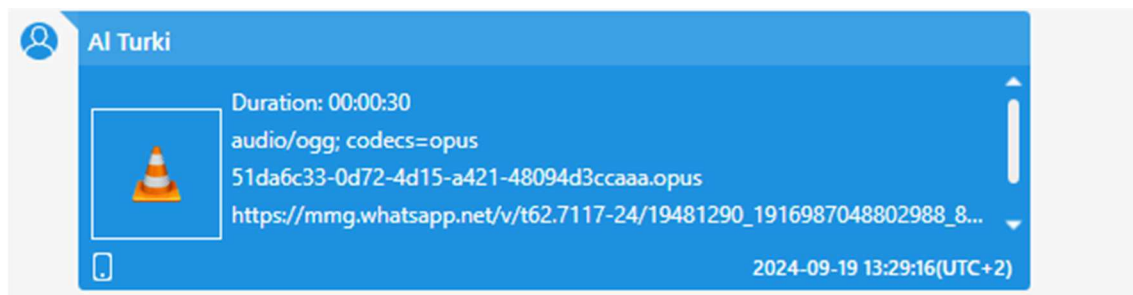 Al Turki
Duration: 00:00:30
audio/ogg; codecs=opus
51da6c33-0d72-4d15-a421-48094d3ccaaa.opus
https://mmg.whatsapp.net/v/t62.7117-24/19481290_1916987048802988_8...
2024-09-19 13:29:16(UTC+2)